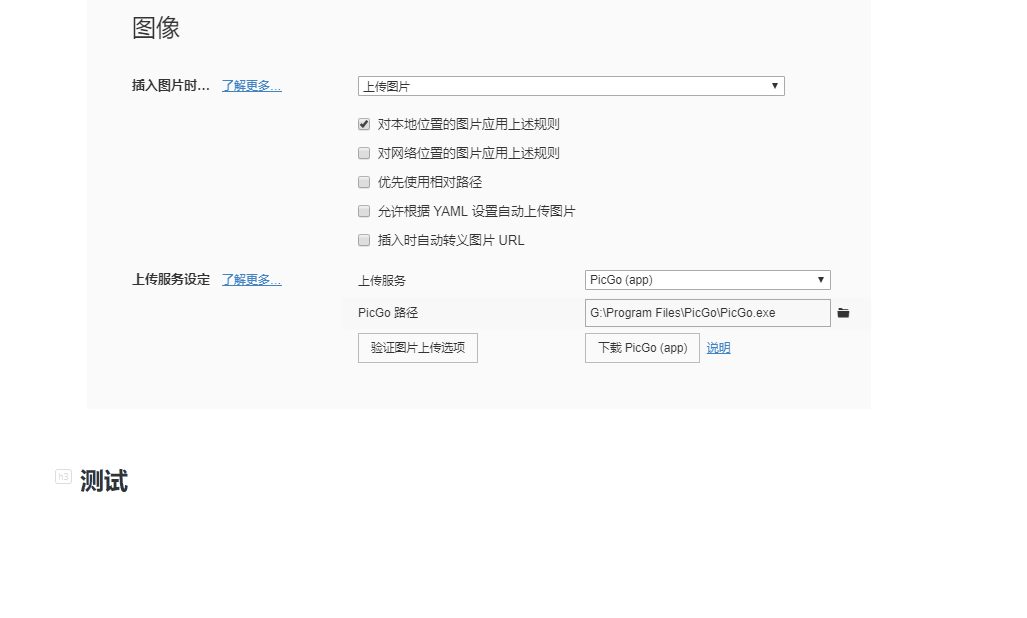 图像
插入图片时... 了解更多... 上传图片
对本地位置的图片应用上述规则
对网络位置的图片应用上述规则
优先使用相对路径
允许根据 YAML 设置自动上传图片
插入时自动转义图片 URL
上传服务设定 了解更多... 上传服务 PicGo (app)
PicGo 路径 G:\Program Files\PicGo\PicGo.exe
验证图片上传选项 下载 PicGo (app) 说明
h3 测试